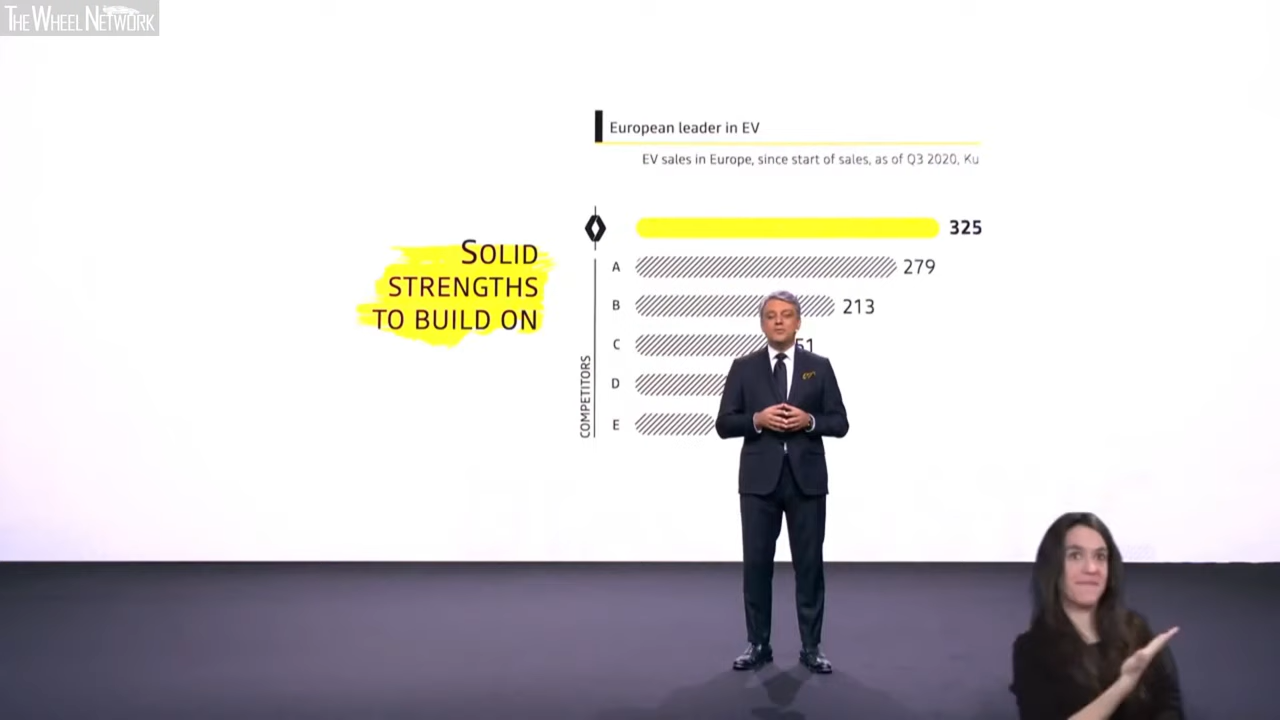 THE WHEEL NETWORK
European leader in EV
EV sales in Europe, since start of sales, as of Q3 2020, Ku
SOLID
STRENGTHS
TO BUILD ON
325
A
279
B
213
C
51
D
E
COMPETITORS